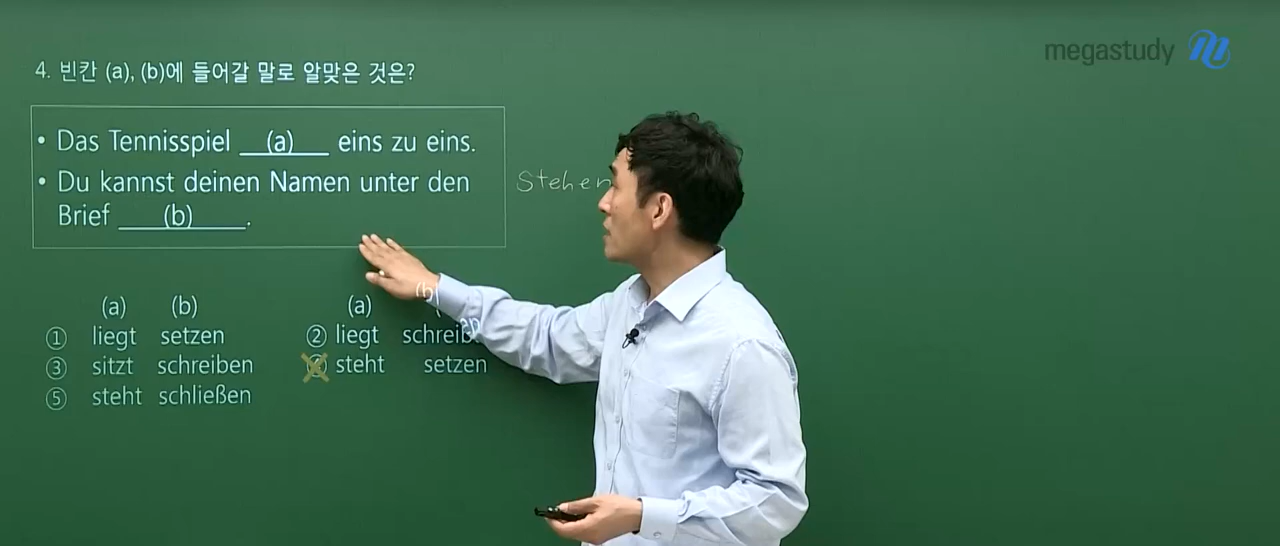 megastudy
4. 빈칸 (a), (b)에 들어갈 말로 알맞은 것은?
• Das Tennisspiel (a) eins zu eins.
• Du kannst deinen Namen unter den
Brief (b).
Stehen
(a) (b) (a) (b)
① liegt setzen ② liegt schreiben
③ sitzt schreiben ④ steht setzen
⑤ steht schließen